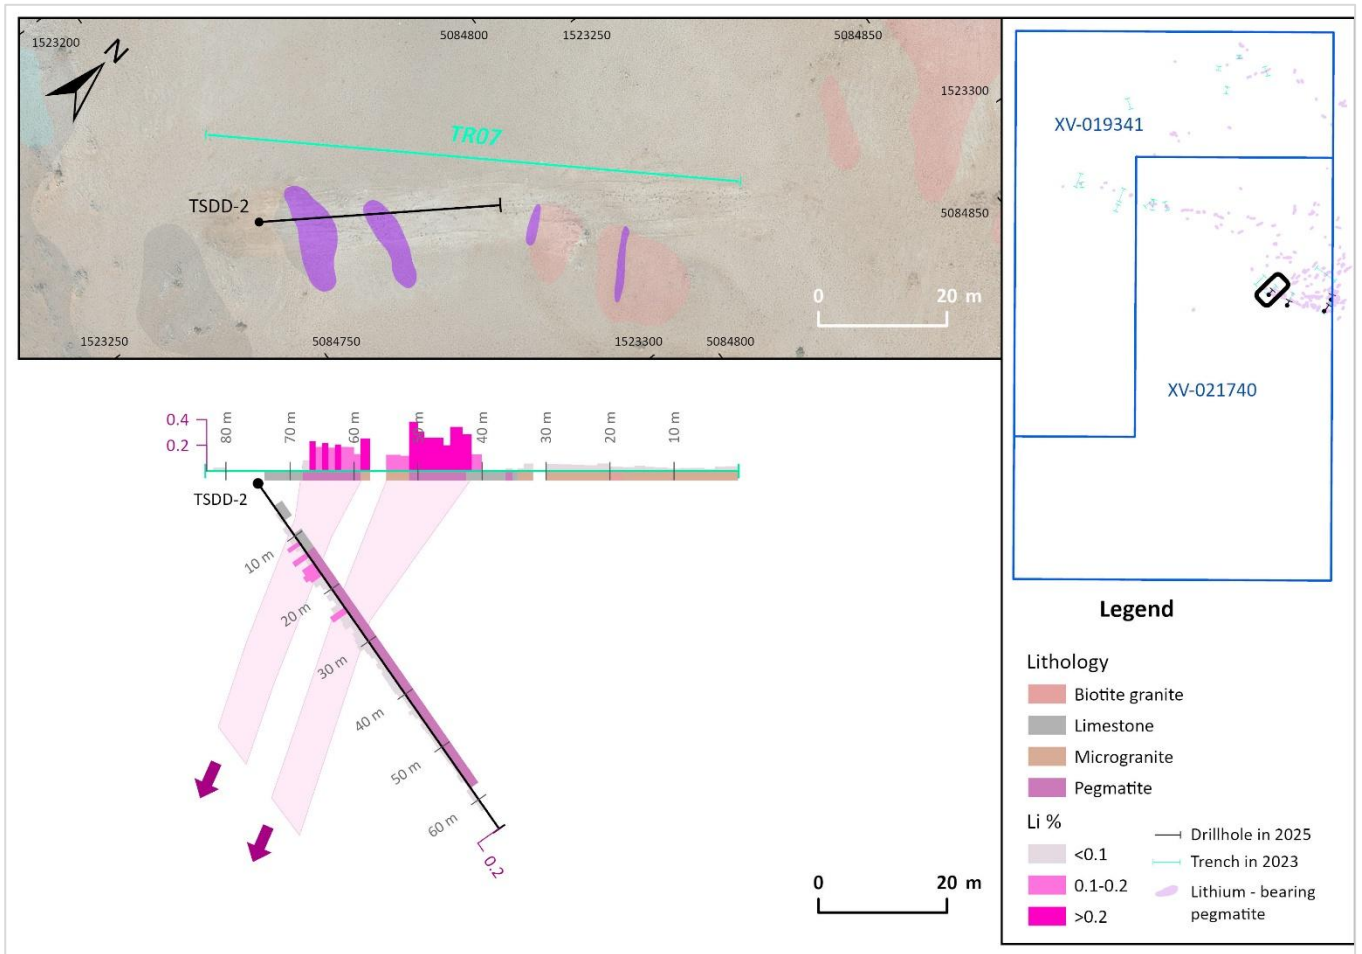 1523200
5084800
1523250
5084850
N
1523300
XV-019341
TR07
TSDD-2
5084850
0 20 m
1523250
5084750
1523300
5084800
XV-021740
0.4
0.2
80 m
70 m
60 m
40 m
30 m
20 m
10 m
TSDD-2
10 m
20 m
30 m
40 m
50 m
60 m
0.2
0 20 m
Legend
Lithology
Biotite granite
Limestone
Microgranite
Pegmatite
Li %
<0.1
0.1-0.2
>0.2
Drillhole in 2025
Trench in 2023
Lithium - bearing
pegmatite